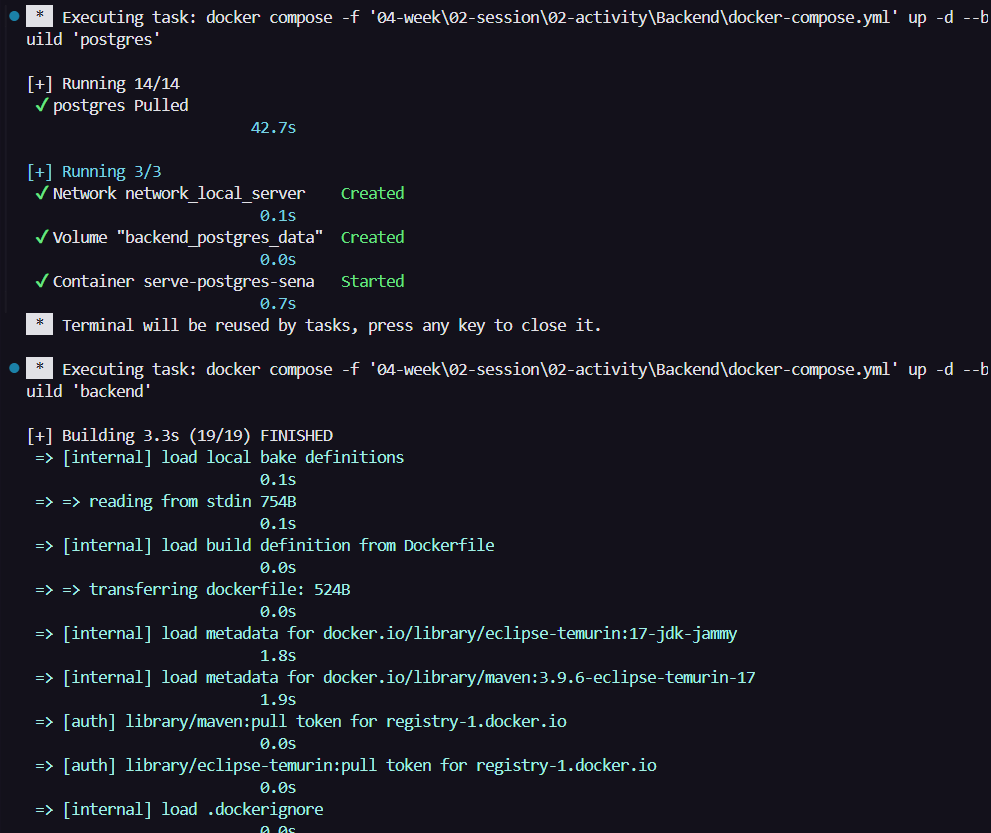 * Executing task: docker compose -f '04-week\02-session\02-activity\Backend\docker-compose.yml' up -d --b
uild 'postgres'
[+] Running 14/14
✔ postgres Pulled
42.7s
[+] Running 3/3
✔ Network network_local_server Created
0.1s
✔ Volume "backend_postgres_data" Created
0.0s
✔ Container serve-postgres-sena Started
0.7s
* Terminal will be reused by tasks, press any key to close it.
* Executing task: docker compose -f '04-week\02-session\02-activity\Backend\docker-compose.yml' up -d --b
uild 'backend'
[+] Building 3.3s (19/19) FINISHED
=> [internal] load local bake definitions
0.1s
=> => reading from stdin 754B
0.1s
=> [internal] load build definition from Dockerfile
0.0s
=> => transferring dockerfile: 524B
0.0s
=> [internal] load metadata for docker.io/library/eclipse-temurin:17-jdk-jammy
1.8s
=> [internal] load metadata for docker.io/library/maven:3.9.6-eclipse-temurin-17
1.9s
=> [auth] library/maven:pull token for registry-1.docker.io
0.0s
=> [auth] library/eclipse-temurin:pull token for registry-1.docker.io
0.0s
=> [internal] load .dockerignore
0.0s